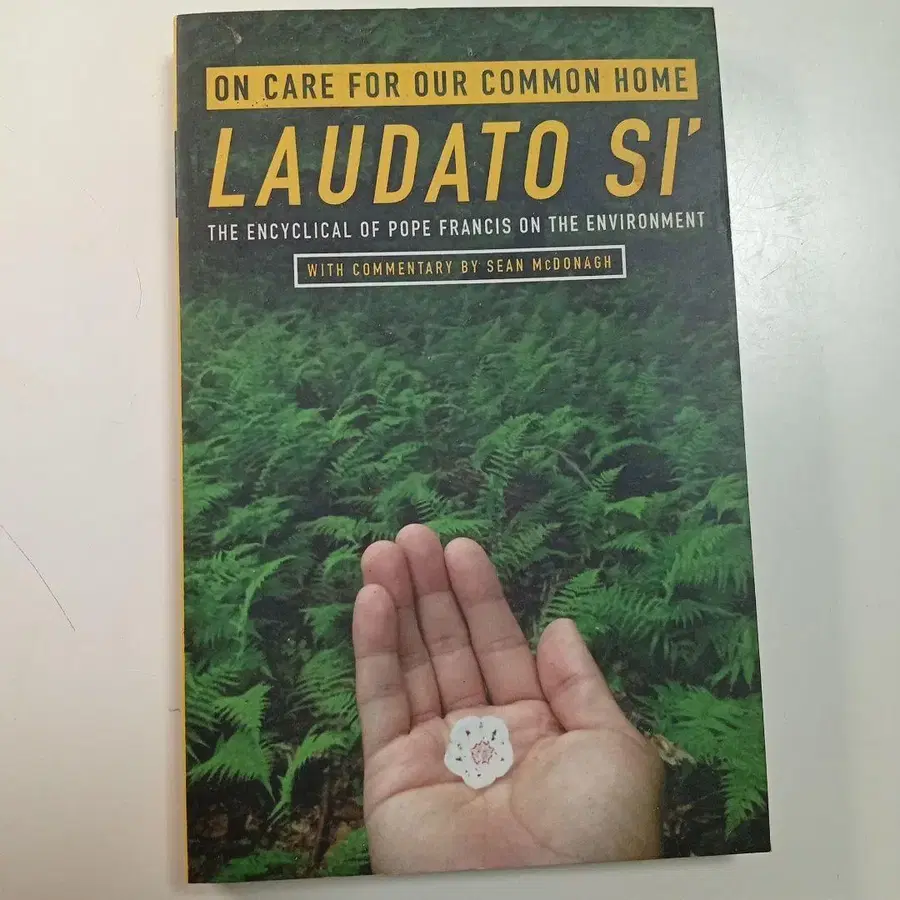 ON CARE FOR OUR COMMON HOME
LAUDATO SI'
THE ENCYCLICAL OF POPE FRANCIS ON THE ENVIRONMENT
WITH COMMENTARY BY SEAN McDONAGH